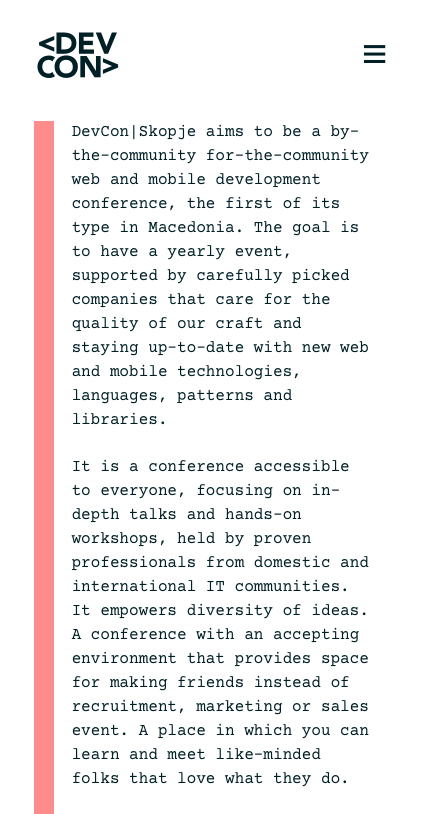 <DEV
CON>
DevCon|Skopje aims to be a by-
the-community for-the-community
web and mobile development
conference, the first of its
type in Macedonia. The goal is
to have a yearly event,
supported by carefully picked
companies that care for the
quality of our craft and
staying up-to-date with new web
and mobile technologies,
languages, patterns and
libraries.
It is a conference accessible
to everyone, focusing on in-
depth talks and hands-on
workshops, held by proven
professionals from domestic and
international IT communities.
It empowers diversity of ideas.
A conference with an accepting
environment that provides space
for making friends instead of
recruitment, marketing or sales
event. A place in which you can
learn and meet like-minded
folks that love what they do.